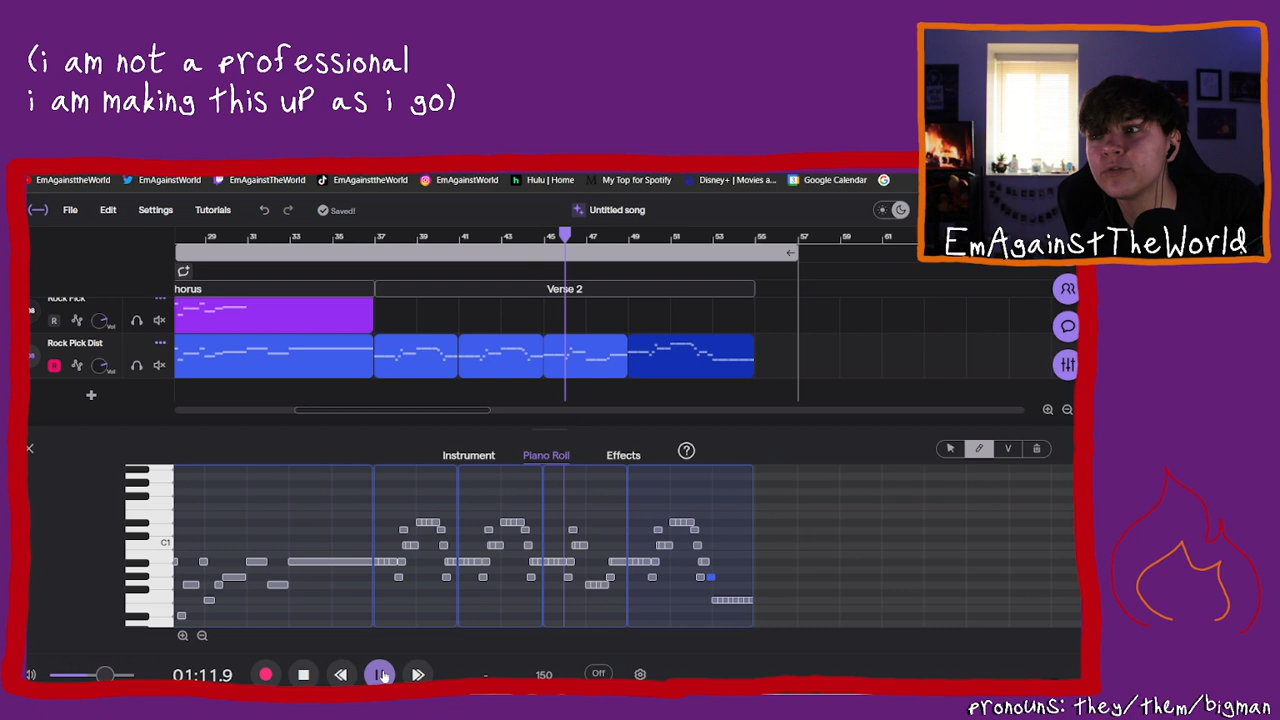 (i am not a professional
i am making this up as i go)
EmAgainstTheWorld
EmAgainsttheWorld EmAgainstWorld EmAgainstTheWorld EmAgainsttheWorld EmAgainstWorld Hulu | Home My Top for Spotify Disney+ | Movies a... Google Calendar
File Edit Settings Tutorials Saved! Untitled song
29 31 33 35 37 39 41 43 45 47 49 51 53 55 57 59 61
horus Verse 2
Rock Pick
R Vol
Rock Pick Dist
R Vol
Instrument Piano Roll Effects ?
C1
01:11.9 - 150 Off
pronouns: they/them/bigman